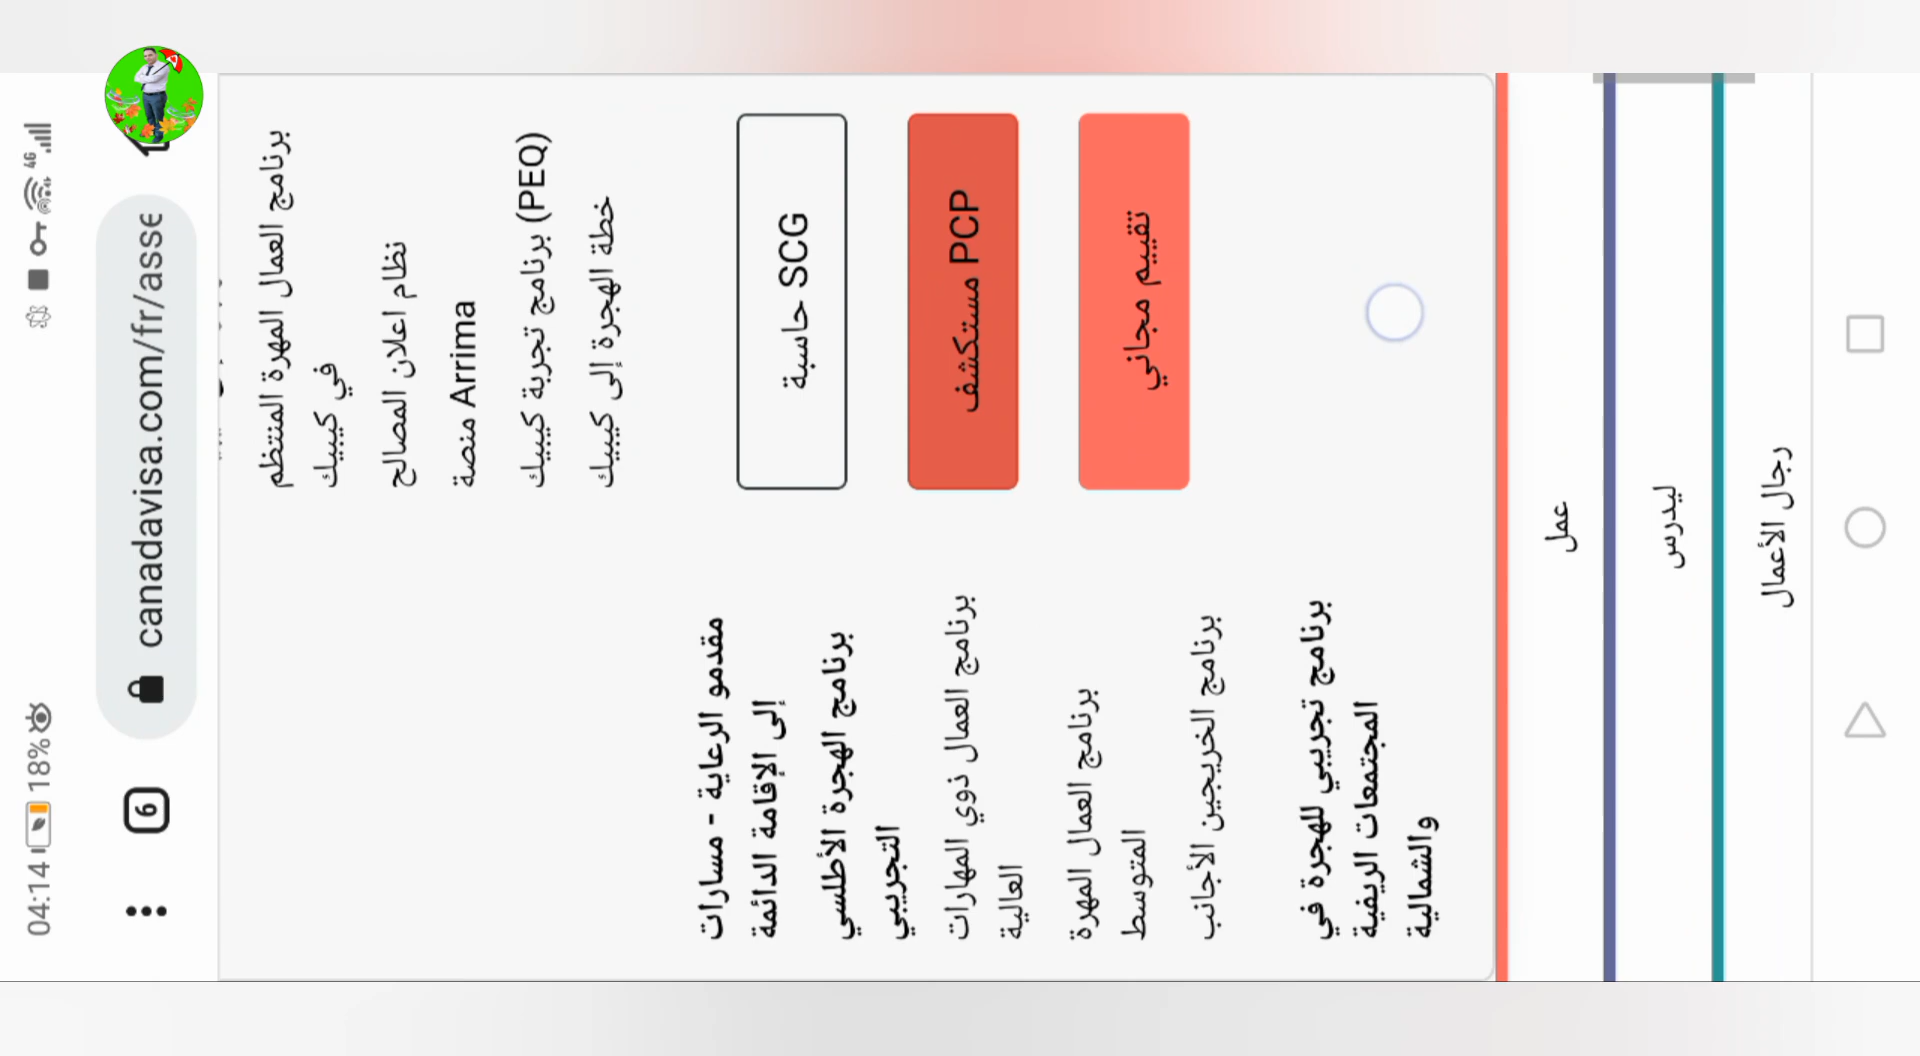 04:14
18%
4G
6
canadavisa.com/fr/asse
برنامج العمال المهرة المنتظم
في كيبيك
نظام اعلان المصالح
منصة Arrima
برنامج تجربة كيبيك (PEQ)
خطة الهجرة إلى كيبيك
حاسبة SCG
مستكشف PCP
تقييم مجاني
مقدمو الرعاية - مسارات
إلى الإقامة الدائمة
برنامج الهجرة الأطلسي
التجريبي
برنامج العمال ذوي المهارات
العالية
برنامج العمال المهرة
المتوسط
برنامج الخريجين الأجانب
برنامج تجريبي للهجرة في
المجتمعات الريفية
والشمالية
عمل
ليدرس
رجال الأعمال